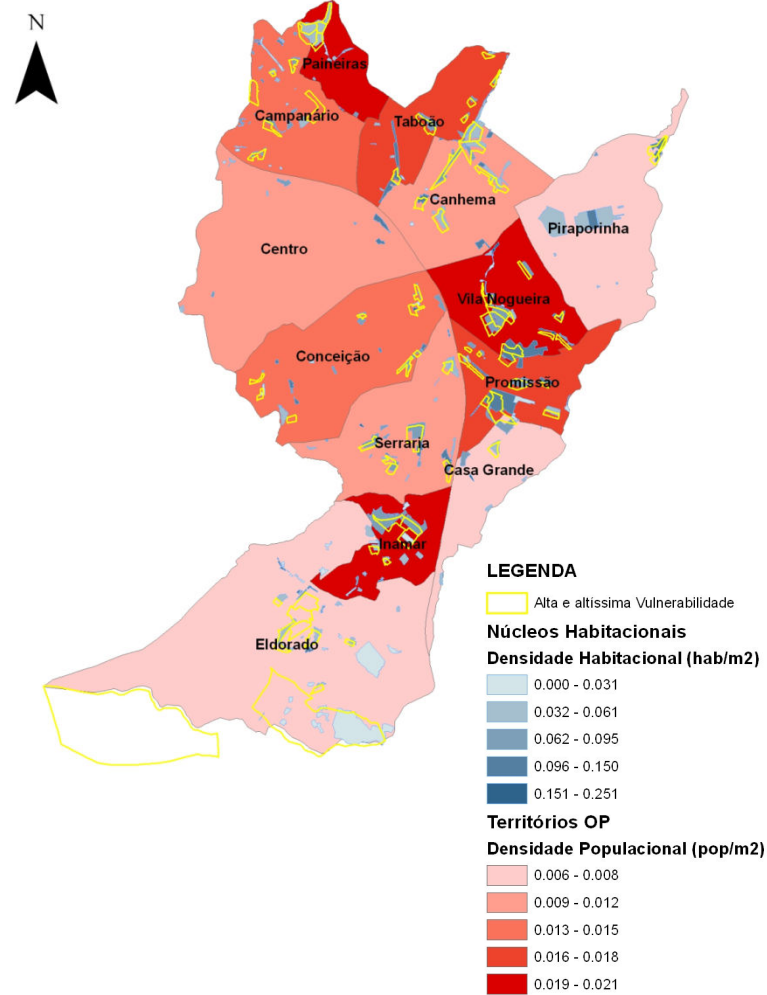 N
Paineiras
Campanário
Taboão
Canhema
Piraporinha
Centro
Vila Nogueira
Conceição
Promissão
Serraria
Casa Grande
Inamar
Eldorado
LEGENDA
Alta e altíssima Vulnerabilidade
Núcleos Habitacionais
Densidade Habitacional (hab/m2)
0.000 - 0.031
0.032 - 0.061
0.062 - 0.095
0.096 - 0.150
0.151 - 0.251
Territórios OP
Densidade Populacional (pop/m2)
0.006 - 0.008
0.009 - 0.012
0.013 - 0.015
0.016 - 0.018
0.019 - 0.021